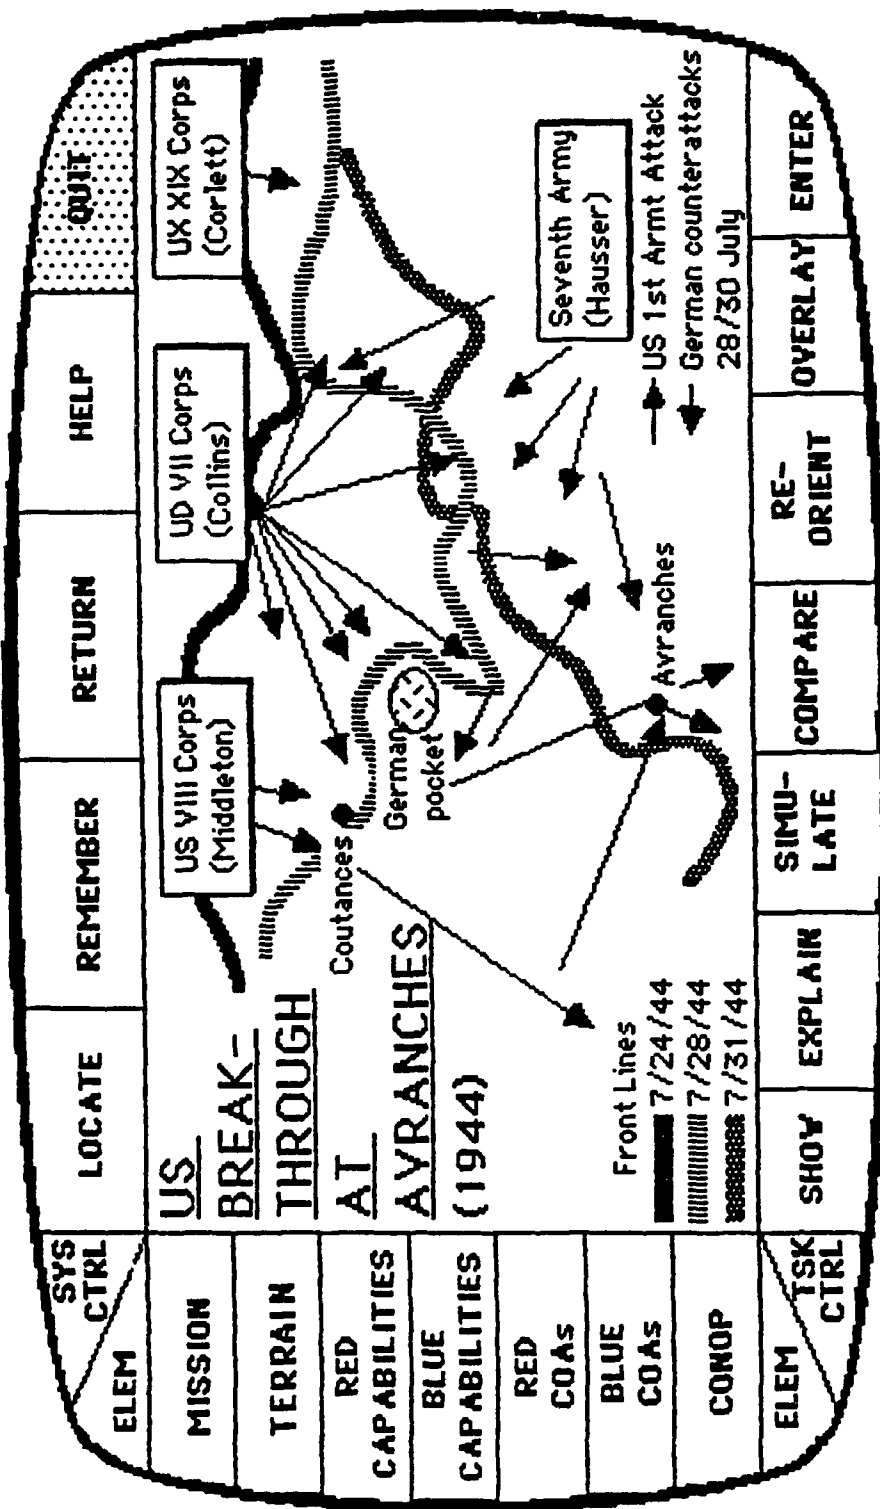 SYS
CTRL
LOCATE
REMEMBER
RETURN
HELP
QUIT
ELEM
MISSION
TERRAIN
RED
CAPABILITIES
BLUE
CAPABILITIES
RED
COAs
BLUE
COAs
CONOP
ELEM
TSK
CTRL
US
BREAK-
THROUGH
AT
AVRANCHES
(1944)
US VIII Corps
(Middleton)
UD VII Corps
(Collins)
UX XIX Corps
(Corlett)
Coutances
German
pocket
Seventh Army
(Hausser)
Avranches
Front Lines
7/24/44
7/28/44
7/31/44
US 1st Armt Attack
German counterattacks
28/30 July
SHOW
EXPLAIN
SIMU-
LATE
COMPARE
RE-
ORIENT
OVERLAY
ENTER